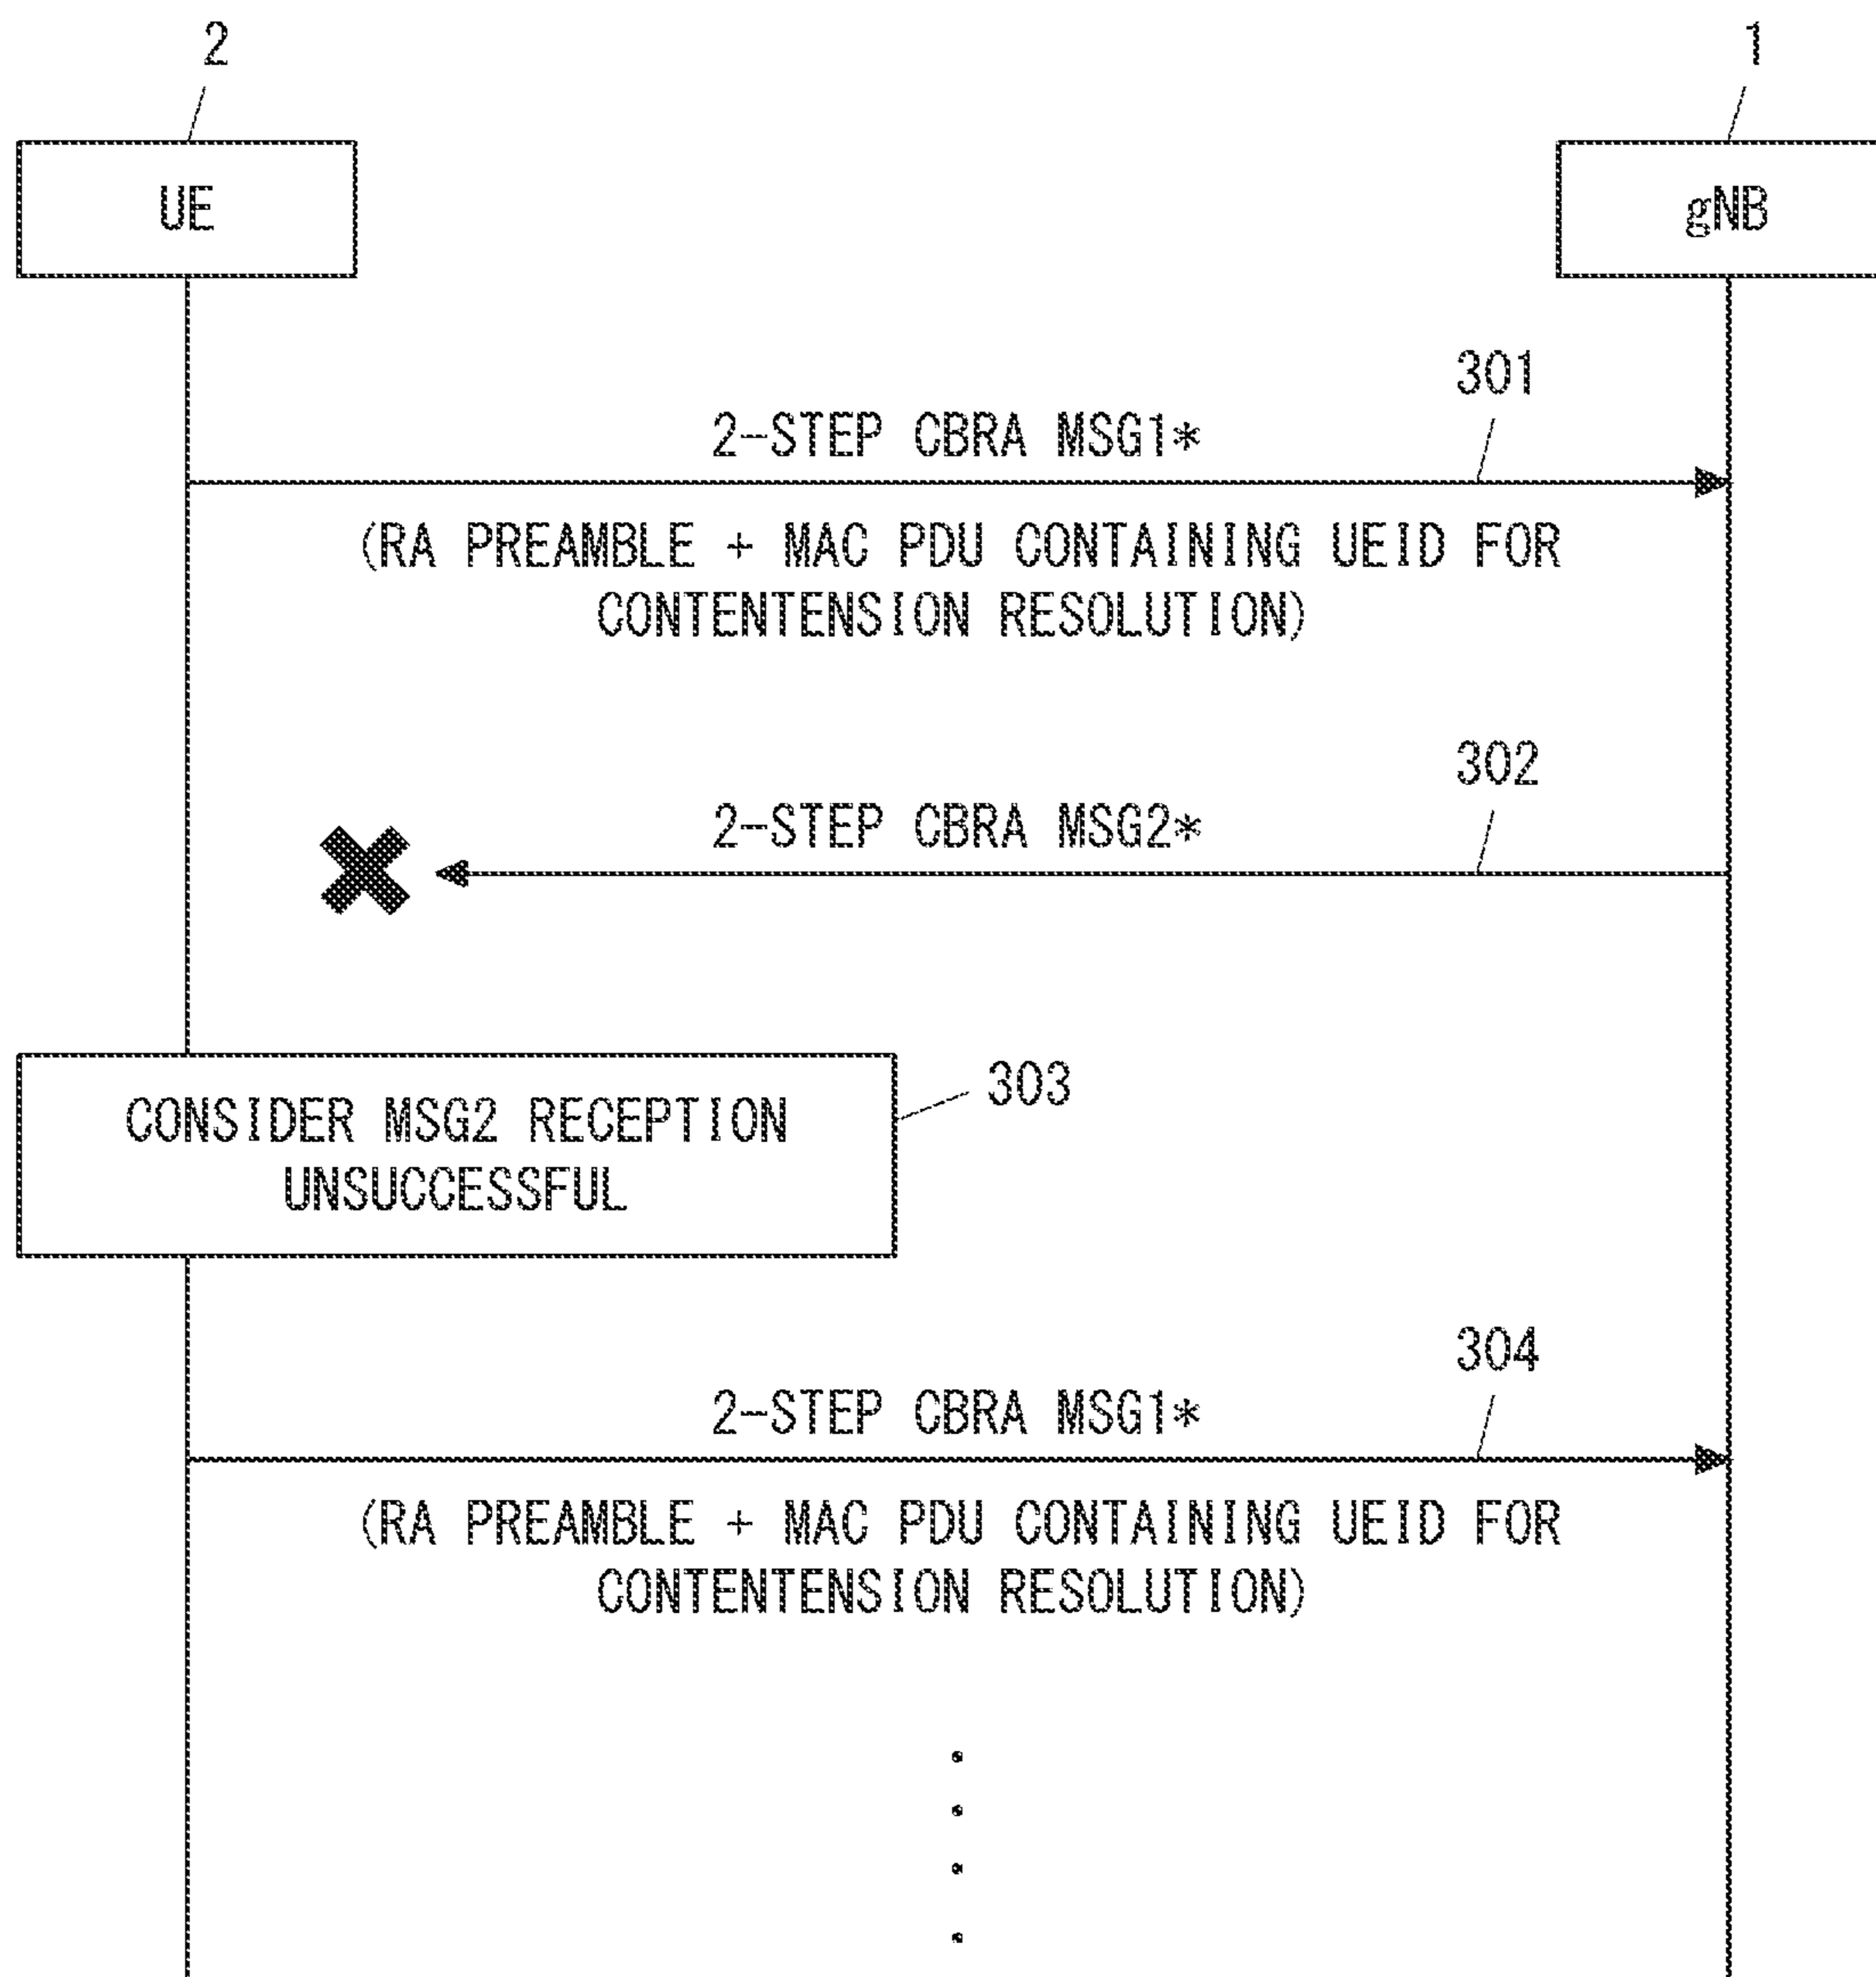 2
1
UE
gNB
301
2-STEP CBRA MSG1*
(RA PREAMBLE + MAC PDU CONTAINING UEID FOR
CONTENTENSION RESOLUTION)
302
2-STEP CBRA MSG2*
303
CONSIDER MSG2 RECEPTION
UNSUCCESSFUL
304
2-STEP CBRA MSG1*
(RA PREAMBLE + MAC PDU CONTAINING UEID FOR
CONTENTENSION RESOLUTION)